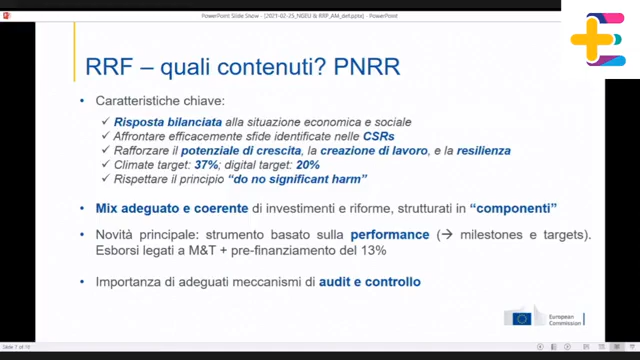 PowerPoint Slide Show - [2021-02-25_NGEU & RRP_AM_def.pptx] - PowerPoint
RRF – quali contenuti? PNRR
• Caratteristiche chiave:
✓ Risposta bilanciata alla situazione economica e sociale
✓ Affrontare efficacemente sfide identificate nelle CSRs
✓ Rafforzare il potenziale di crescita, la creazione di lavoro, e la resilienza
✓ Climate target: 37%; digital target: 20%
✓ Rispettare il principio “do no significant harm”
• Mix adeguato e coerente di investimenti e riforme, strutturati in “componenti”
• Novità principale: strumento basato sulla performance (→ milestones e targets).
Esborsi legati a M&T + pre-finanziamento del 13%
• Importanza di adeguati meccanismi di audit e controllo
European
Commission